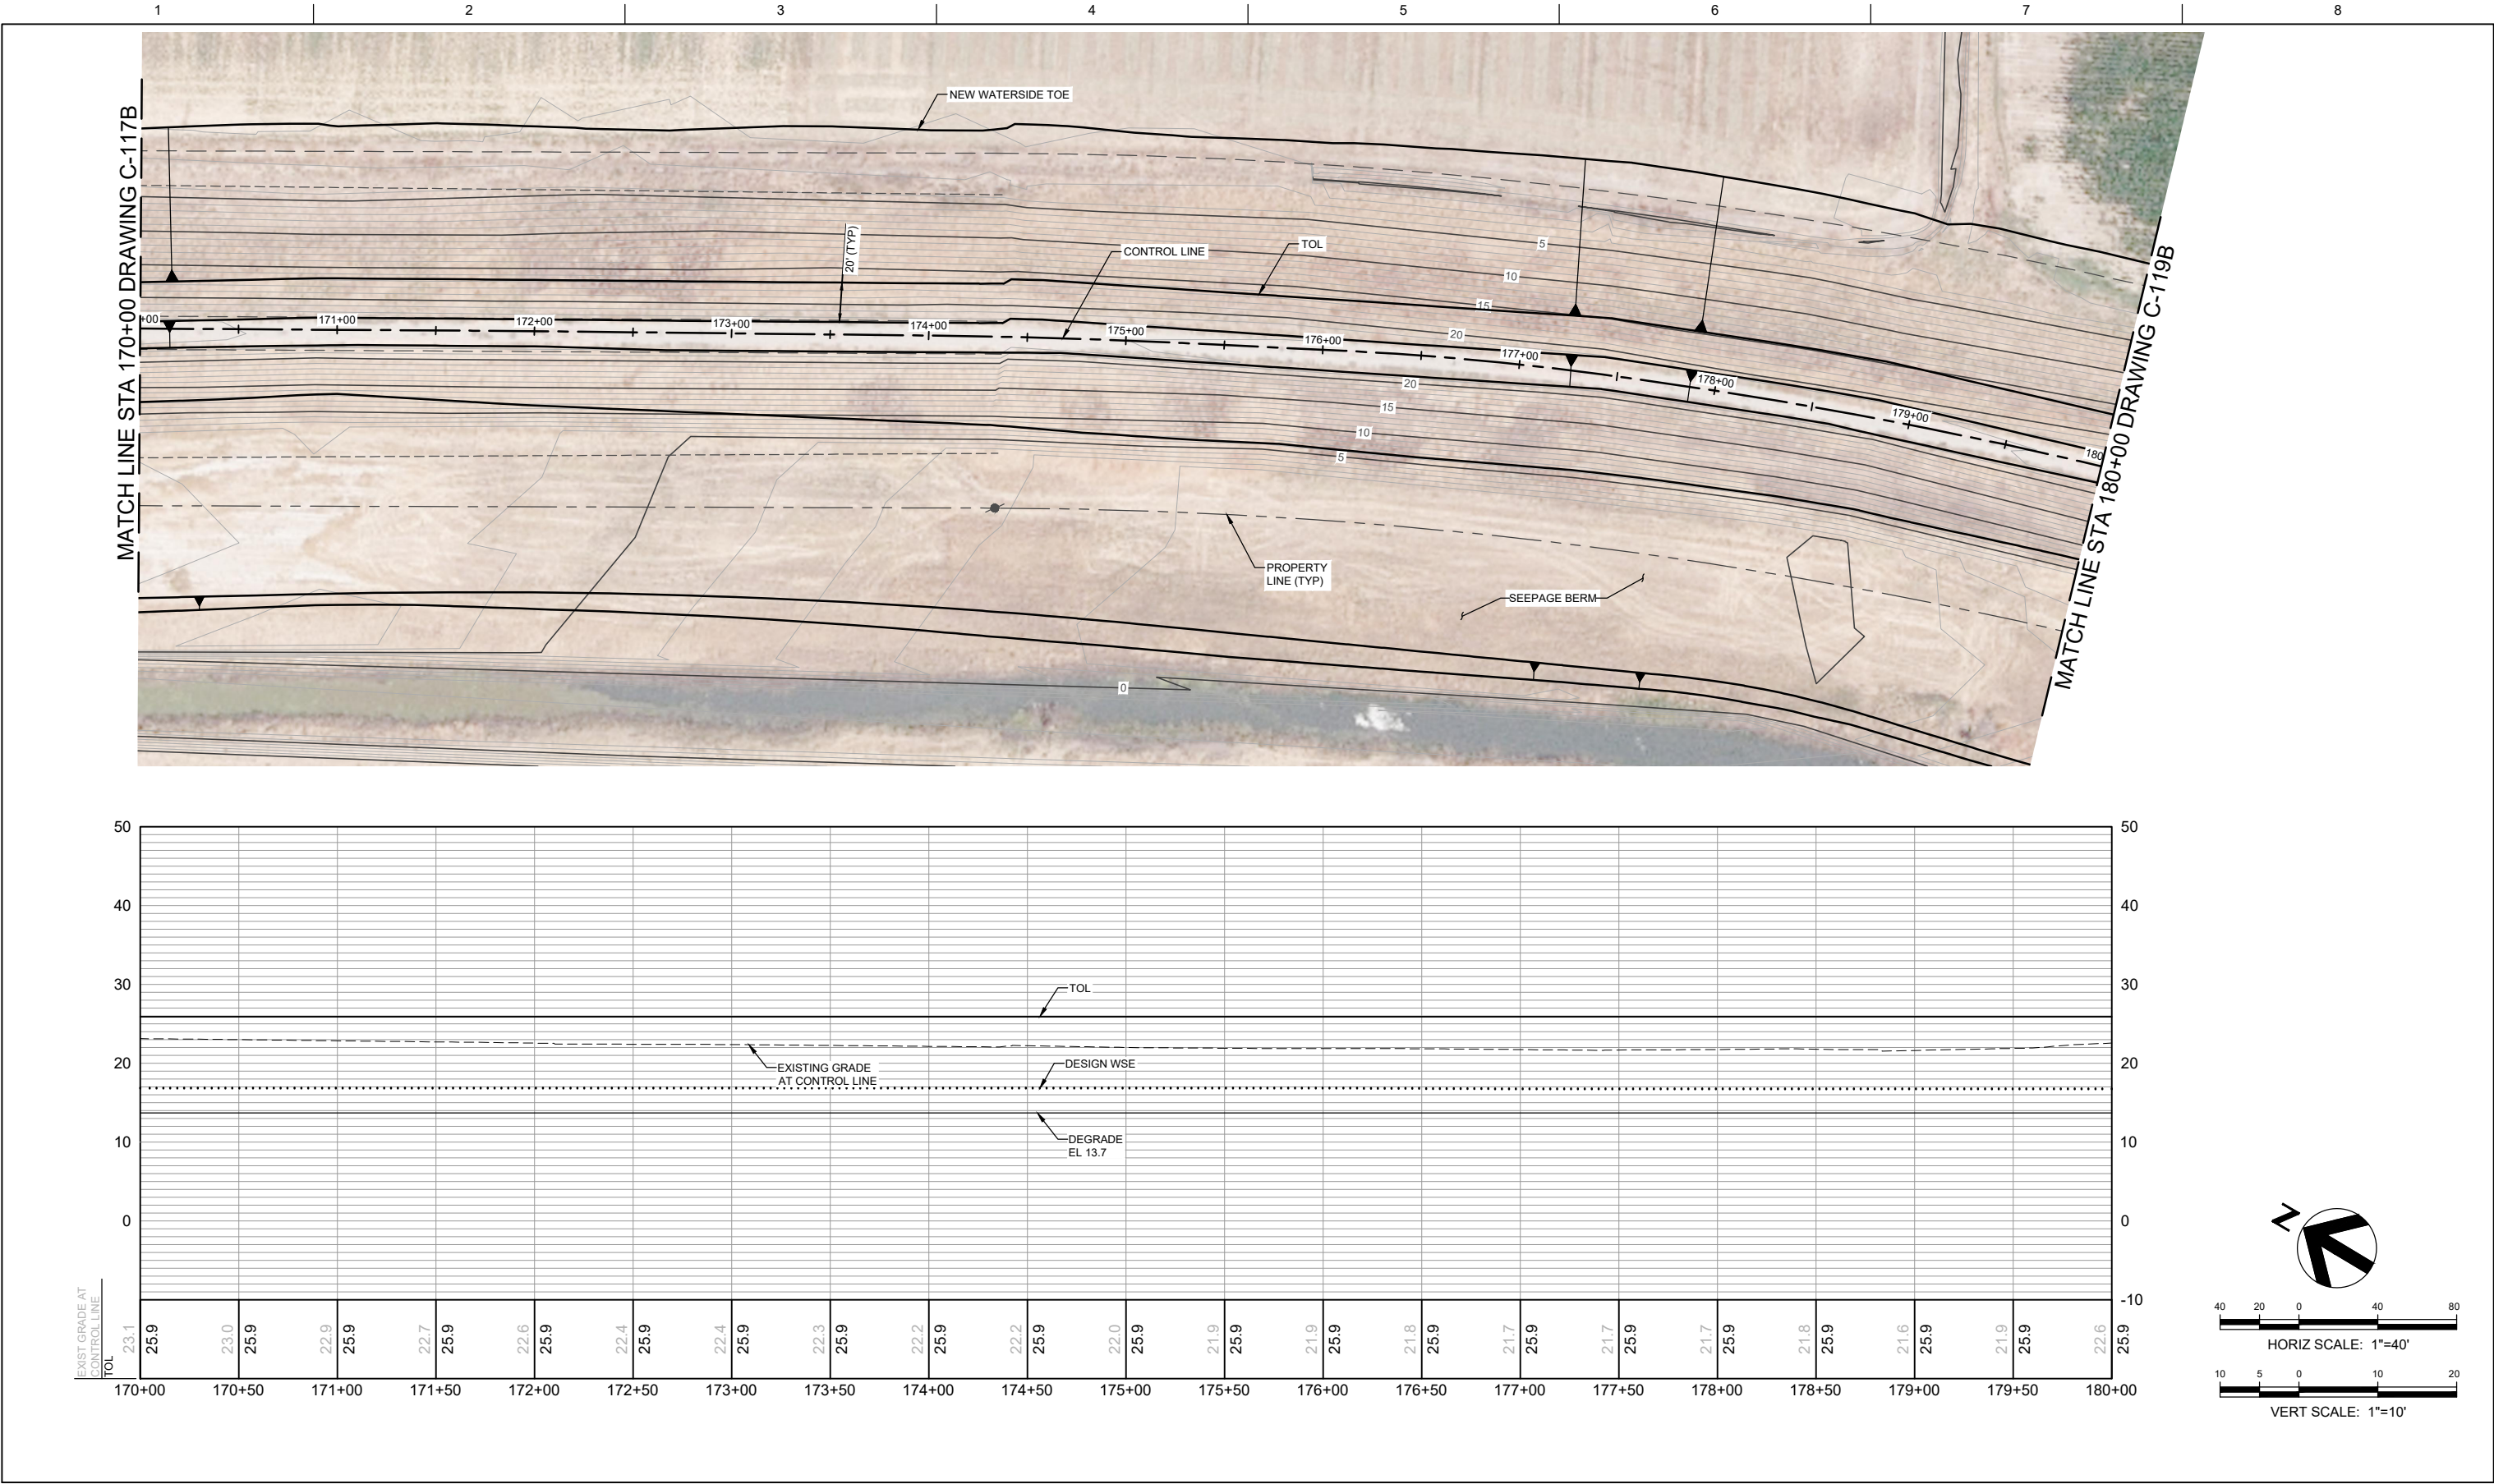 1 2 3 4 5 6 7 8
MATCH LINE STA 170+00 DRAWING C-117B
NEW WATERSIDE TOE
20' (TYP)
CONTROL LINE
TOL
5
10
15
20
+00
171+00
172+00
173+00
174+00
175+00
176+00
177+00
178+00
179+00
180
20
15
10
5
PROPERTY
LINE (TYP)
SEEPAGE BERM
0
MATCH LINE STA 180+00 DRAWING C-119B
50 50
40 40
30 30
20 20
10 10
0 0
-10
TOL
EXISTING GRADE
AT CONTROL LINE
DESIGN WSE
DEGRADE
EL 13.7
EXIST GRADE AT
CONTROL LINE
TOL
23.1 23.0 22.9 22.7 22.6 22.4 22.4 22.3 22.2 22.2 22.0 21.9 21.9 21.8 21.7 21.7 21.7 21.8 21.6 21.9 22.6
25.9 25.9 25.9 25.9 25.9 25.9 25.9 25.9 25.9 25.9 25.9 25.9 25.9 25.9 25.9 25.9 25.9 25.9 25.9 25.9 25.9
170+00 170+50 171+00 171+50 172+00 172+50 173+00 173+50 174+00 174+50 175+00 175+50 176+00 176+50 177+00 177+50 178+00 178+50 179+00 179+50 180+00
N
40 20 0 40 80
HORIZ SCALE: 1"=40'
10 5 0 10 20
VERT SCALE: 1"=10'